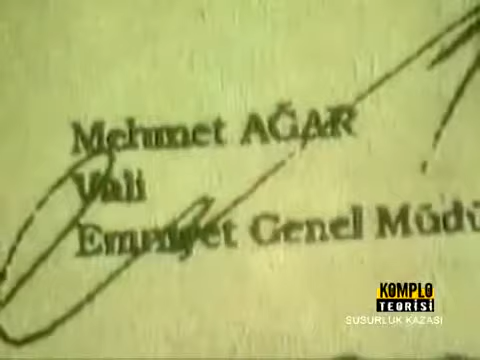 Mehmet AĞAR
Vali
Emniyet Genel Müdü
KOMPLO
TEORİSİ
SUSURLUK KAZASI